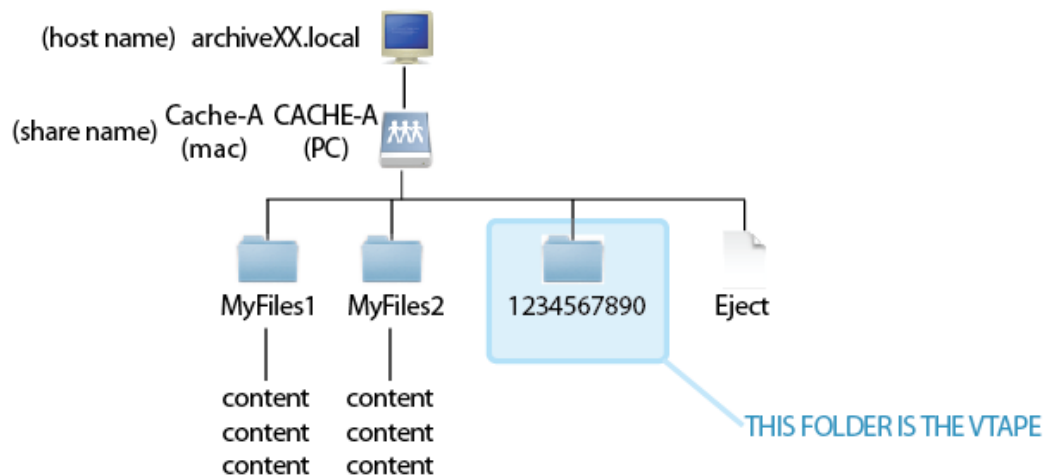 (host name) archiveXX.local
(share name) Cache-A (mac) CACHE-A (PC)
MyFiles1 MyFiles2 1234567890 Eject
content content
content content
content content
THIS FOLDER IS THE VTAPE